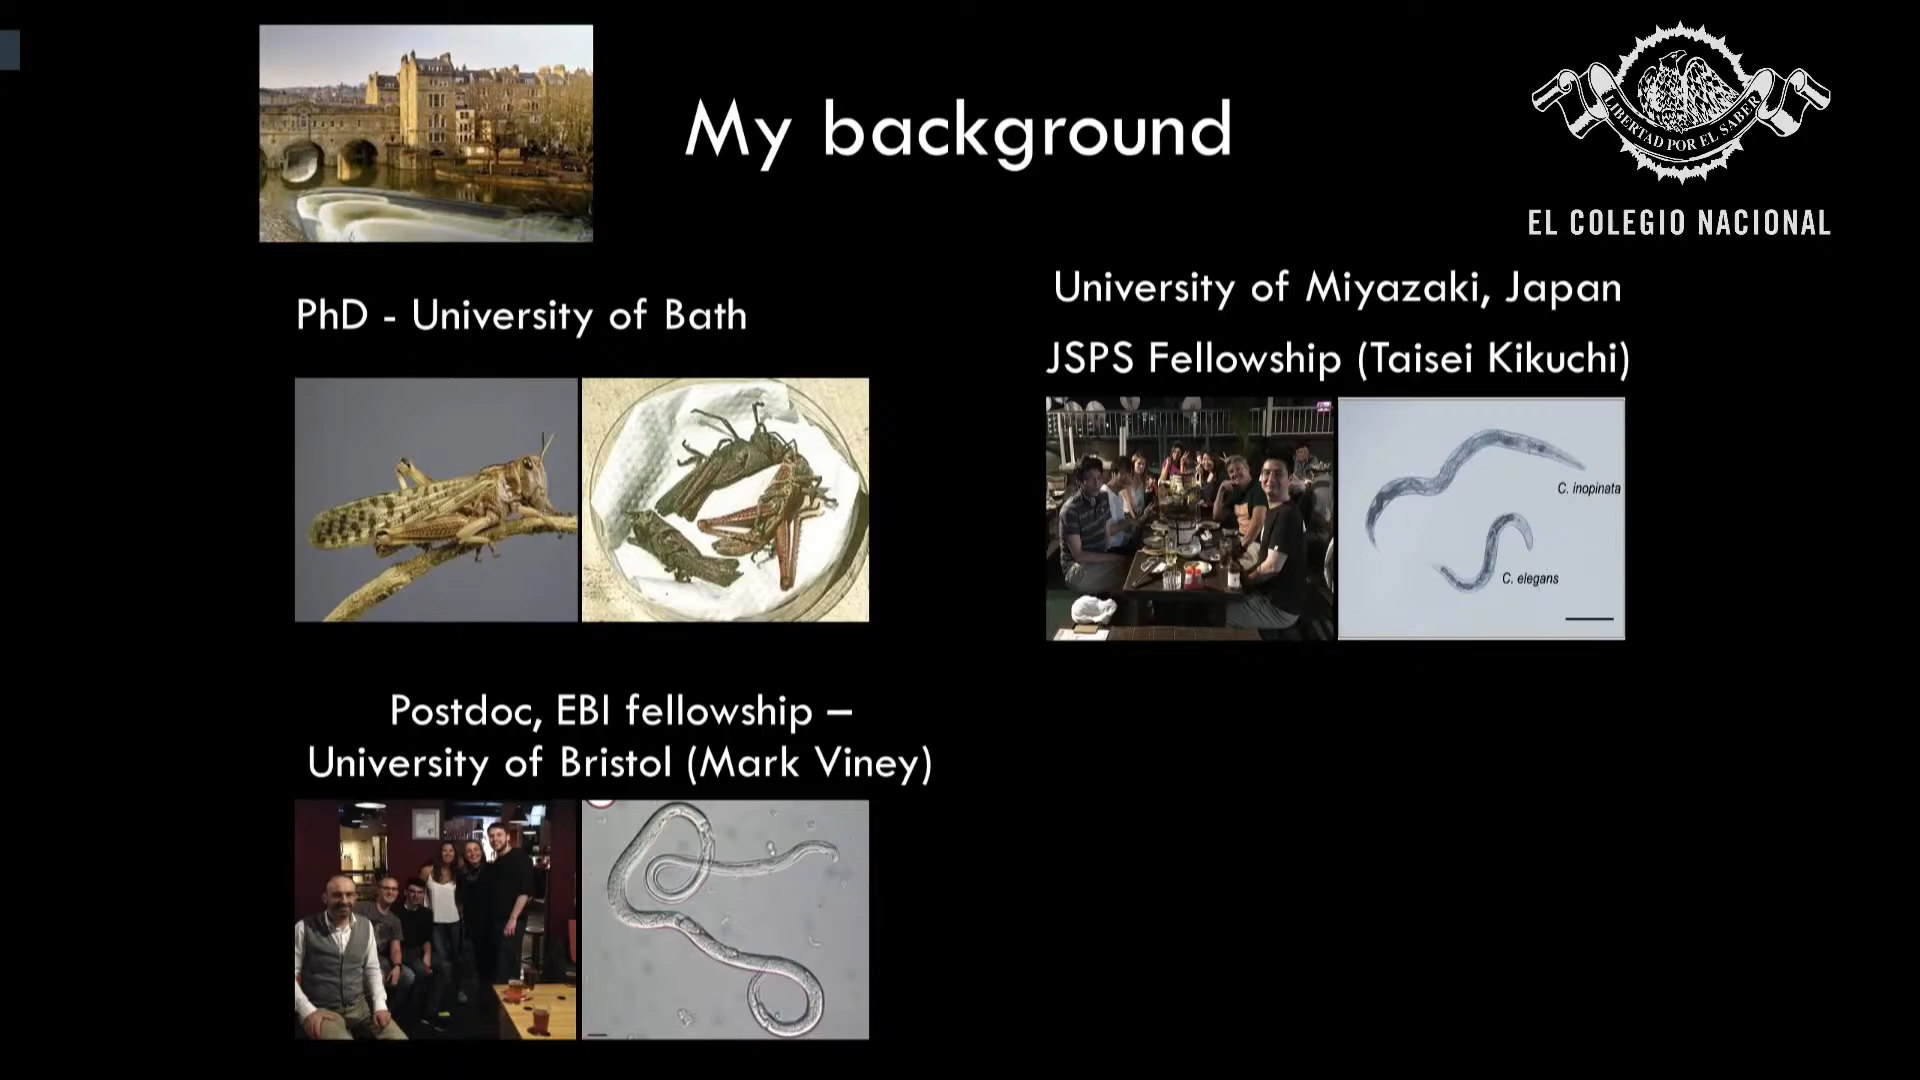 My background
LIBERTAD POR EL SABER
EL COLEGIO NACIONAL
PhD - University of Bath
University of Miyazaki, Japan
JSPS Fellowship (Taisei Kikuchi)
C. inopinata
C. elegans
Postdoc, EBI fellowship –
University of Bristol (Mark Viney)